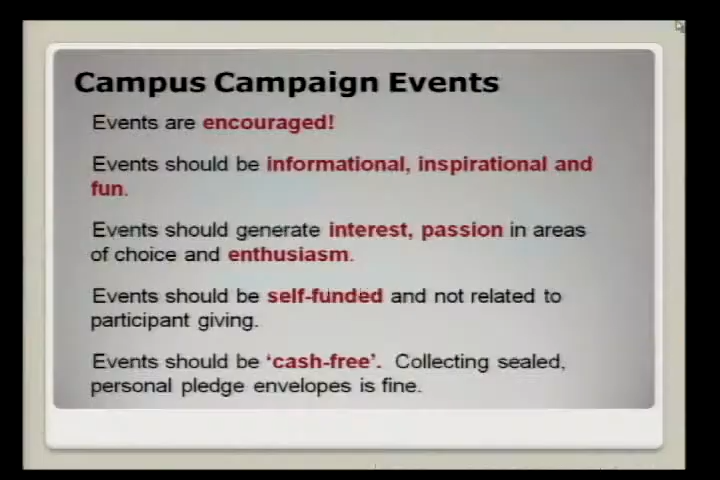 Campus Campaign Events
Events are encouraged!
Events should be informational, inspirational and
fun.
Events should generate interest, passion in areas
of choice and enthusiasm.
Events should be self-funded and not related to
participant giving.
Events should be ‘cash-free’. Collecting sealed,
personal pledge envelopes is fine.